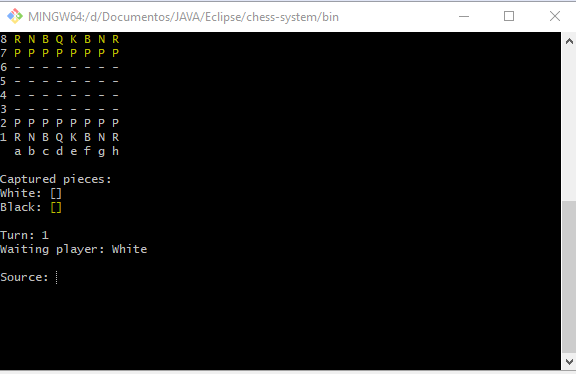 MINGW64:/d/Documentos/JAVA/Eclipse/chess-system/bin
8 R N B Q K B N R
7 P P P P P P P P
6 - - - - - - - -
5 - - - - - - - -
4 - - - - - - - -
3 - - - - - - - -
2 P P P P P P P P
1 R N B Q K B N R
  a b c d e f g h
Captured pieces:
White: []
Black: []
Turn: 1
Waiting player: White
Source: